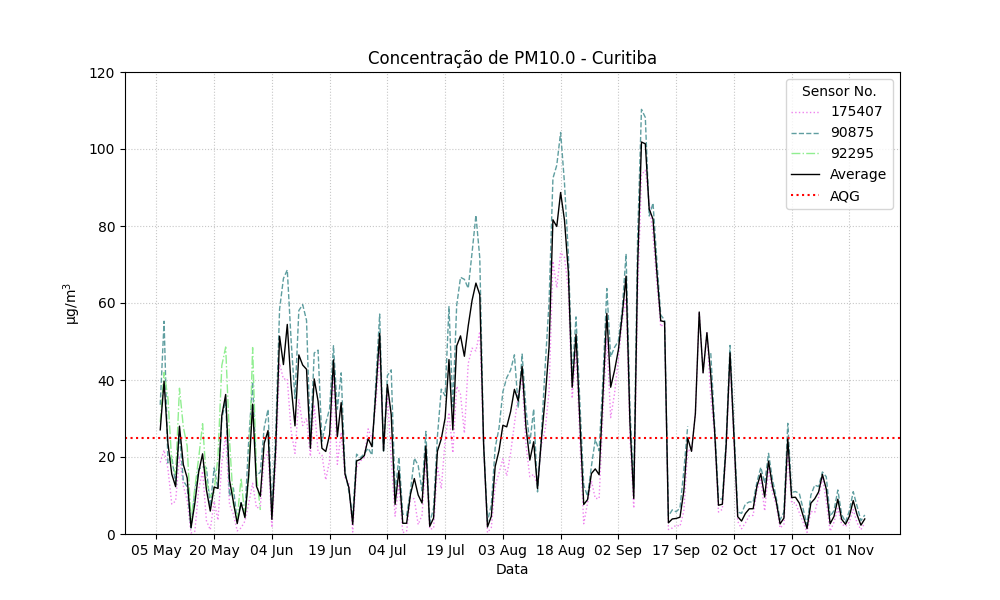 Concentração de PM10.0 - Curitiba
120
100
80
60
40
20
0
µg/m³
Sensor No.
175407
90875
92295
Average
AQG
05 May 20 May 04 Jun 19 Jun 04 Jul 19 Jul 03 Aug 18 Aug 02 Sep 17 Sep 02 Oct 17 Oct 01 Nov
Data